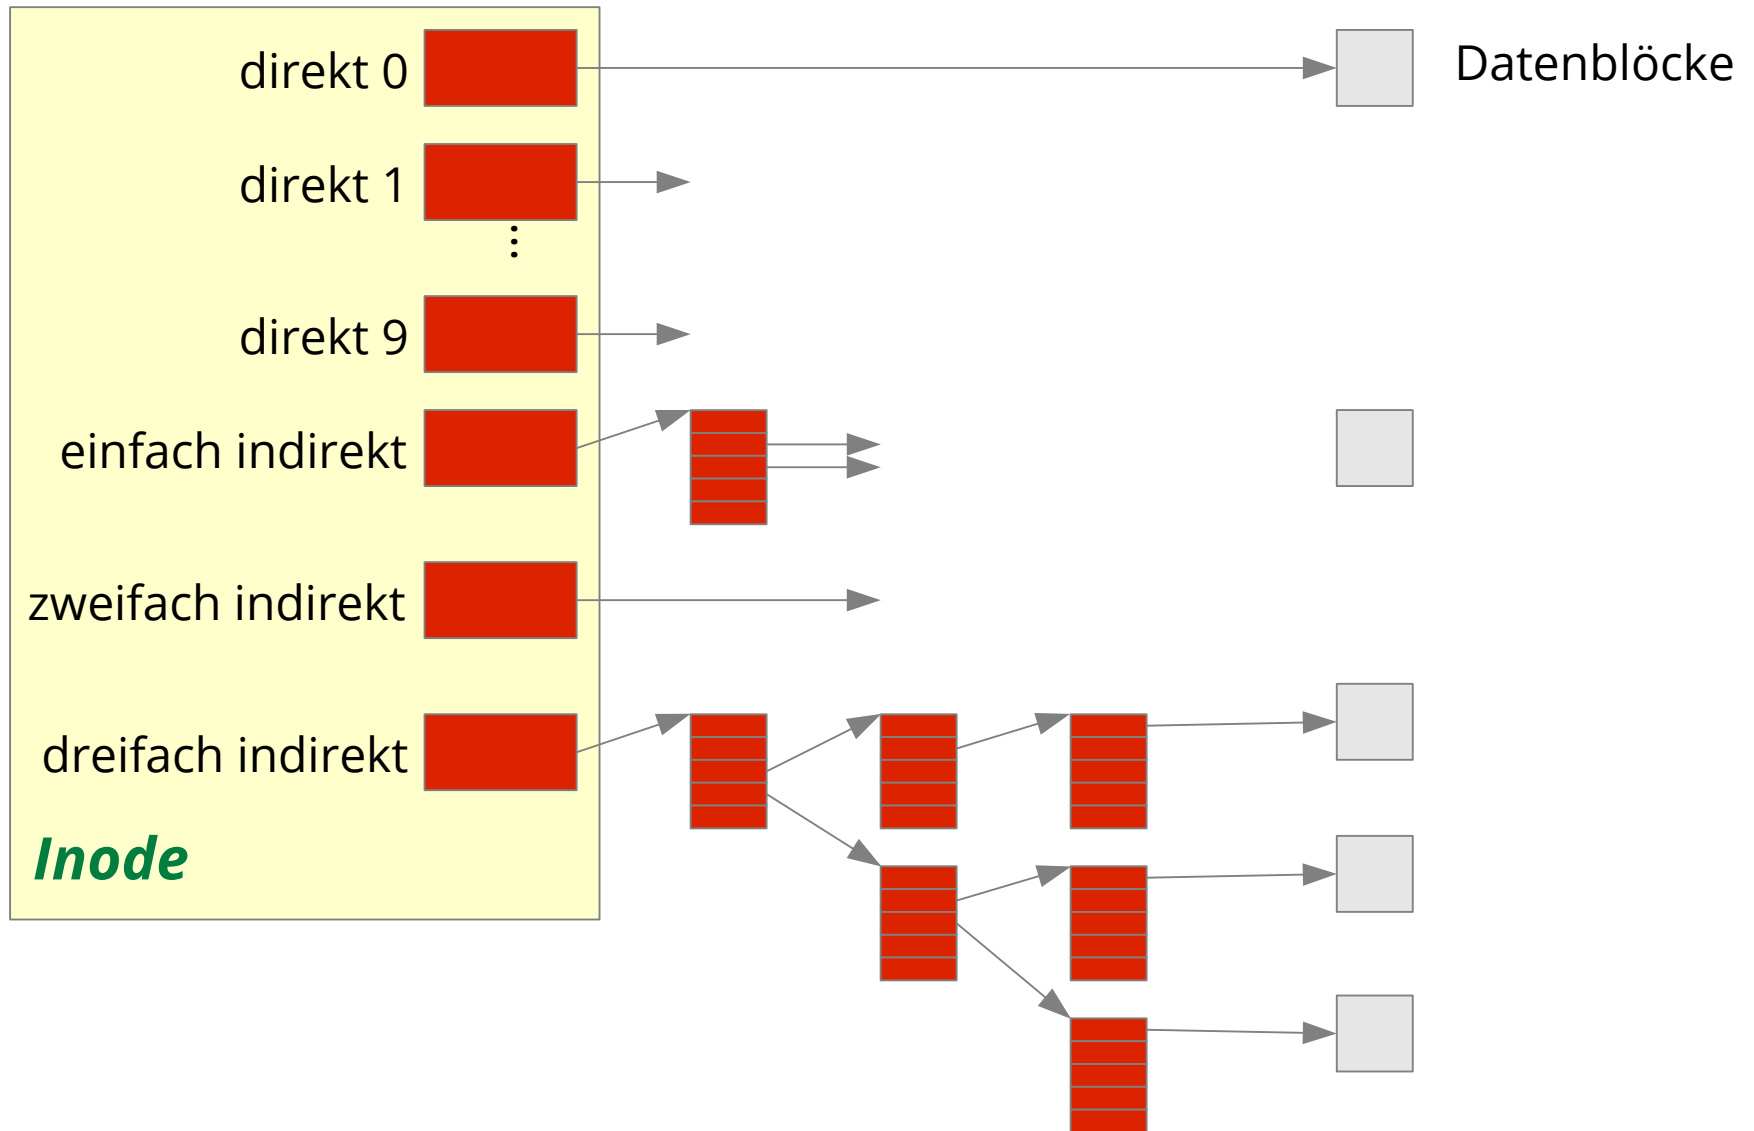 direkt 0
Datenblöcke
direkt 1
⋮
direkt 9
einfach indirekt
zweifach indirekt
dreifach indirekt
Inode